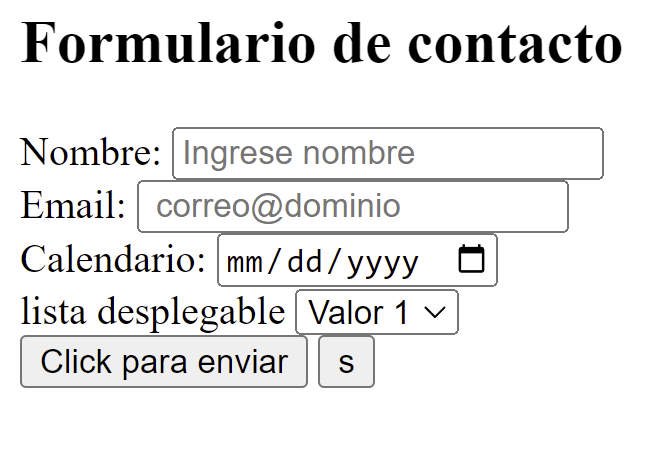 Formulario de contacto
Nombre: Ingrese nombre
Email: correo@dominio
Calendario: mm/dd/yyyy
lista desplegable Valor 1
Click para enviar s